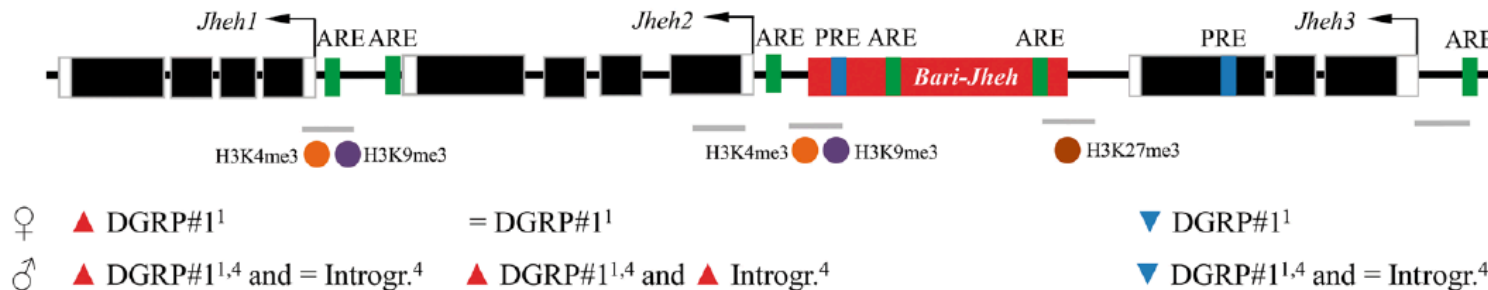 Jheh1 Jheh2 Jheh3
ARE ARE ARE PRE ARE ARE PRE ARE
Bari-Jheh
H3K4me3 H3K9me3 H3K4me3 H3K9me3 H3K27me3
♀ ▲ DGRP#1¹ = DGRP#1¹ ▼ DGRP#1¹
♂ ▲ DGRP#1¹,⁴ and = Introgr.⁴ ▲ DGRP#1¹,⁴ and ▲ Introgr.⁴ ▼ DGRP#1¹,⁴ and = Introgr.⁴